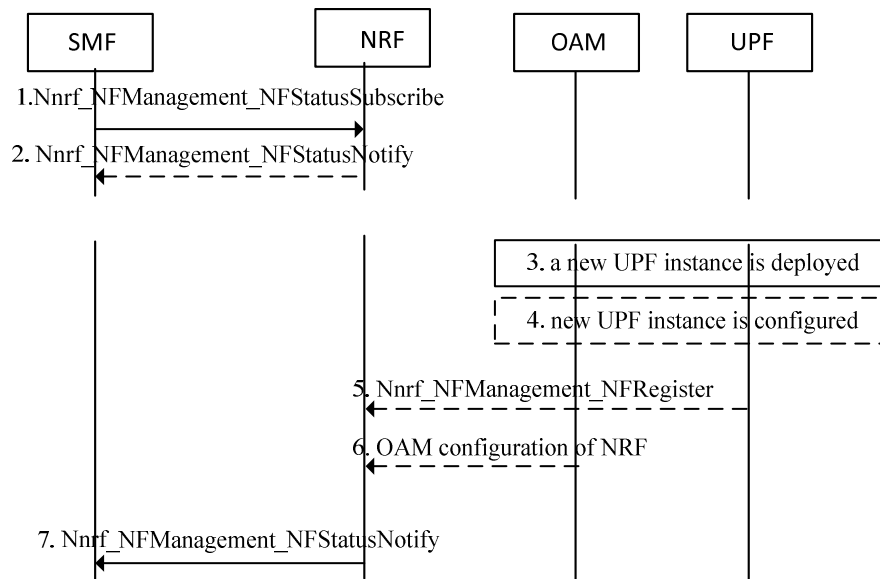 SMF
NRF
OAM
UPF
1.Nnrf_NFManagement_NFStatusSubscribe
2. Nnrf_NFManagement_NFStatusNotify
3. a new UPF instance is deployed
4. new UPF instance is configured
5. Nnrf_NFManagement_NFRegister
6. OAM configuration of NRF
7. Nnrf_NFManagement_NFStatusNotify